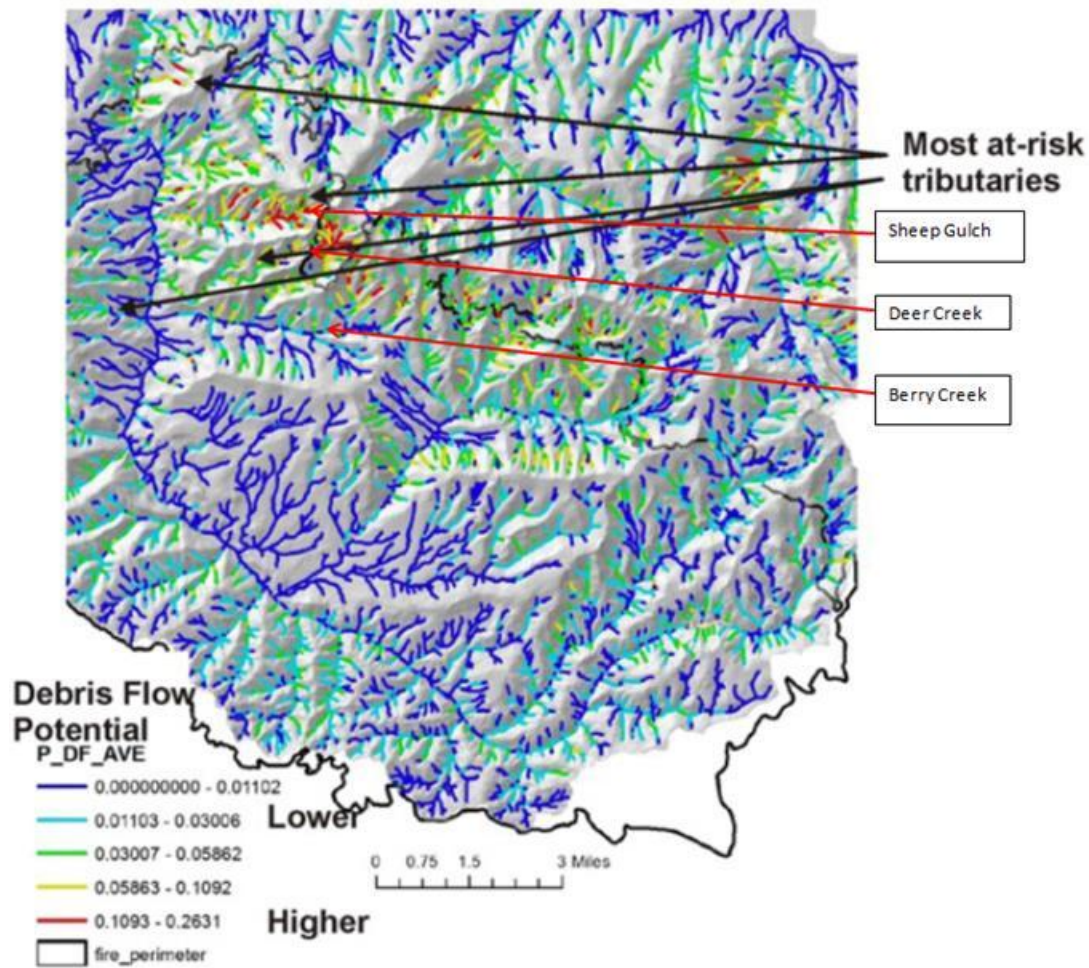 Most at-risk
tributaries
Sheep Gulch
Deer Creek
Berry Creek
Debris Flow
Potential
P_DF_AVE
0.000000000 - 0.01102
0.01103 - 0.03006 Lower
0.03007 - 0.05862
0.05863 - 0.1092
0.1093 - 0.2631 Higher
fire_perimeter
0 0.75 1.5 3 Miles